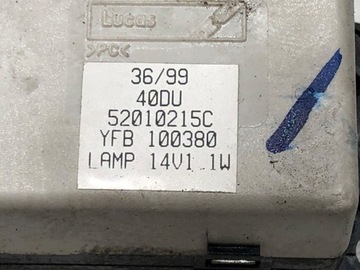 Lucas
>PC<
36/99
40DU
52010215C
YFB 100380
LAMP 14V1 1W